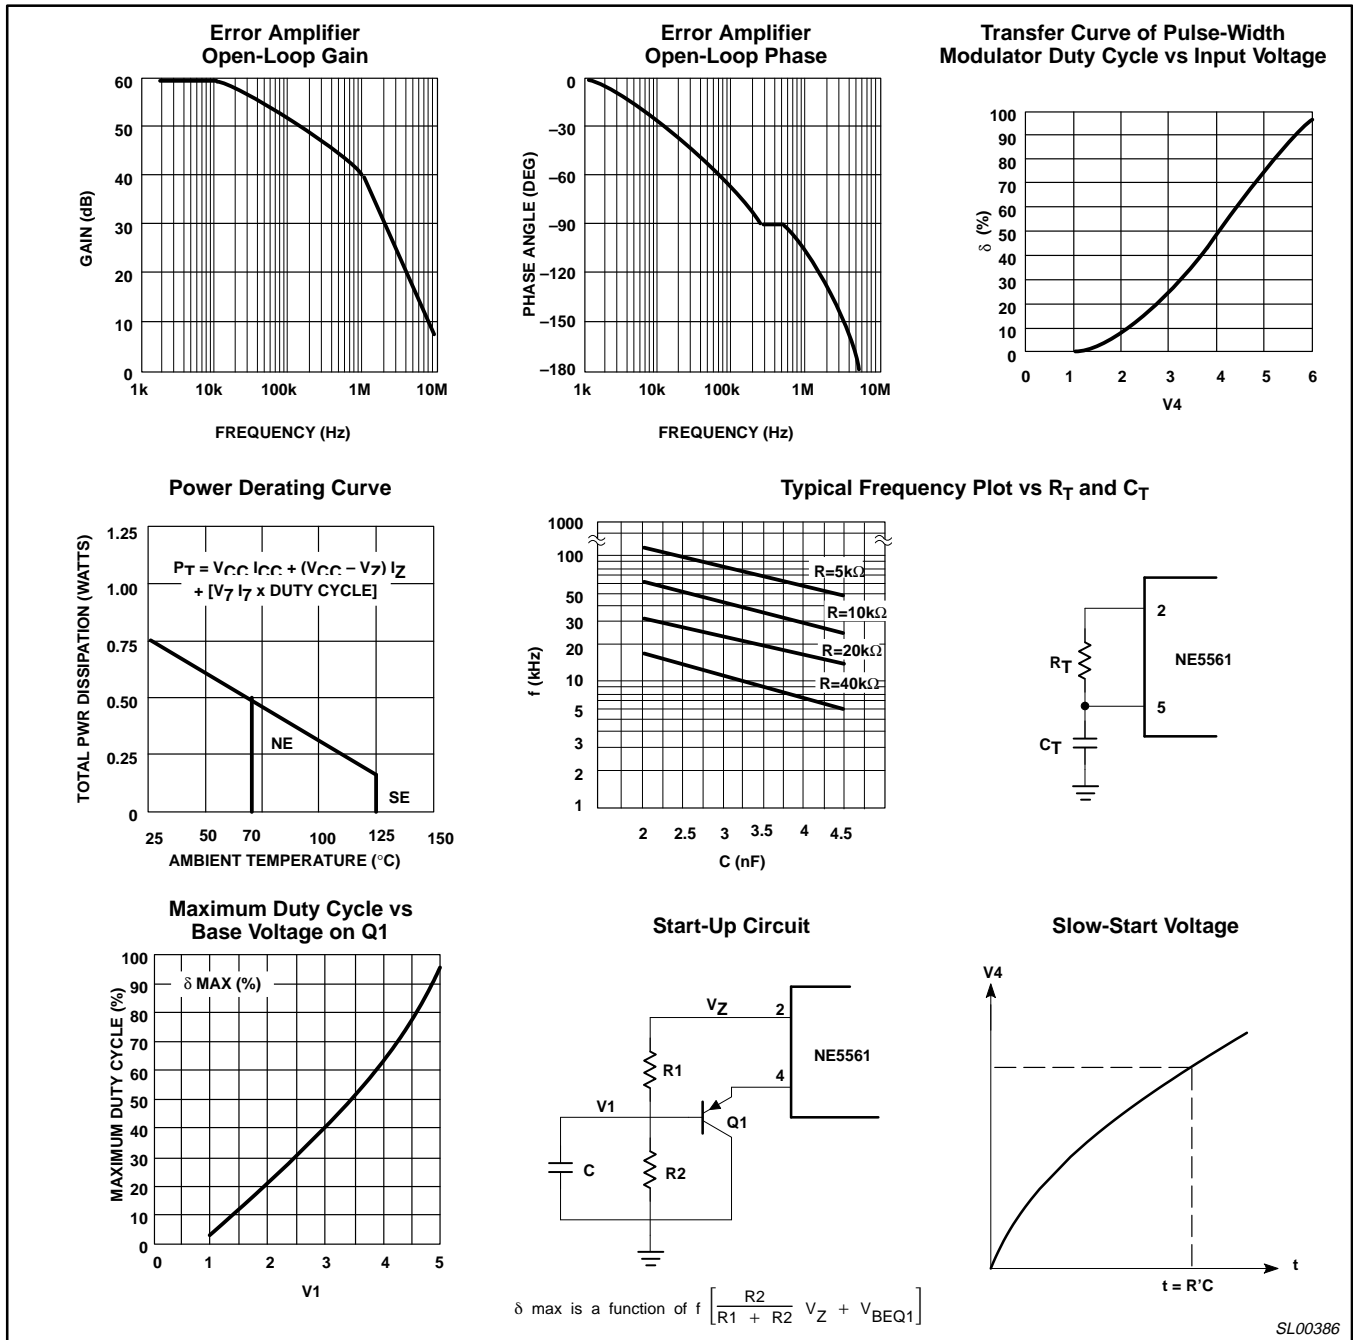 Error Amplifier
Open-Loop Gain
60
50
40
30
20
10
0
GAIN (dB)
1k 10k 100k 1M 10M
FREQUENCY (Hz)
Error Amplifier
Open-Loop Phase
0
–30
–60
–90
–120
–150
–180
PHASE ANGLE (DEG)
1k 10k 100k 1M 10M
FREQUENCY (Hz)
Transfer Curve of Pulse-Width
Modulator Duty Cycle vs Input Voltage
100
90
80
70
60
50
40
30
20
10
0
δ (%)
0 1 2 3 4 5 6
V4
Power Derating Curve
1.25
1.00
0.75
0.50
0.25
0
TOTAL PWR DISSIPATION (WATTS)
PT = VCC ICC + (VCC – VZ) IZ
+ [V7 I7 x DUTY CYCLE]
NE
SE
25 50 70 100 125 150
AMBIENT TEMPERATURE (°C)
Typical Frequency Plot vs RT and CT
1000
100
50
30
20
10
5
3
2
1
f (kHz)
R=5kΩ
R=10kΩ
R=20kΩ
R=40kΩ
2 2.5 3 3.5 4 4.5
C (nF)
2
RT
NE5561
5
CT
Maximum Duty Cycle vs
Base Voltage on Q1
100
90
80
70
60
50
40
30
20
10
0
MAXIMUM DUTY CYCLE (%)
δ MAX (%)
0 1 2 3 4 5
V1
Start-Up Circuit
VZ 2
NE5561
R1
4
V1
Q1
C
R2
δ max is a function of f [R2 / (R1 + R2) VZ + VBEQ1]
Slow-Start Voltage
V4
t
t = R'C
SL00386